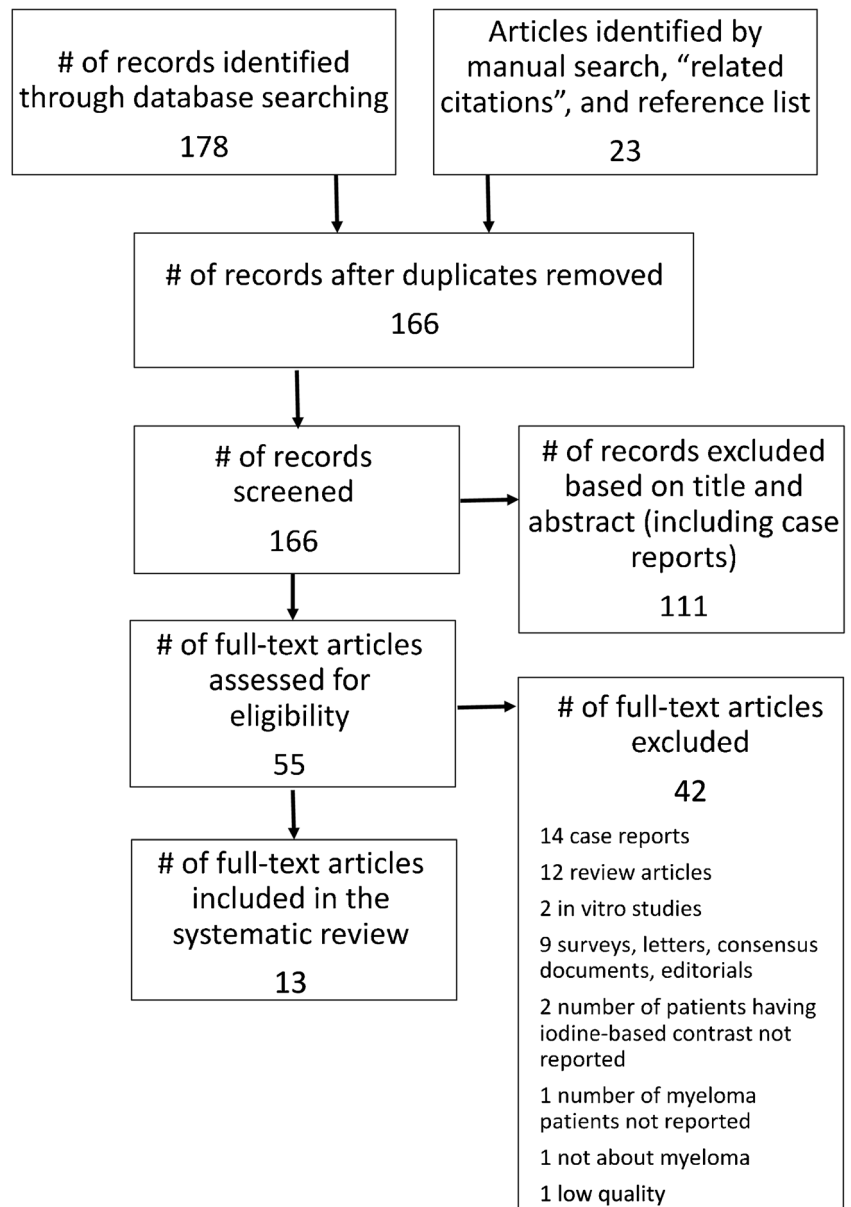 # of records identified
through database searching
178
Articles identified by
manual search, “related
citations”, and reference list
23
# of records after duplicates removed
166
# of records
screened
166
# of records excluded
based on title and
abstract (including case
reports)
111
# of full-text articles
assessed for
eligibility
55
# of full-text articles
excluded
42
14 case reports
12 review articles
2 in vitro studies
9 surveys, letters, consensus
documents, editorials
2 number of patients having
iodine-based contrast not
reported
1 number of myeloma
patients not reported
1 not about myeloma
1 low quality
# of full-text articles
included in the
systematic review
13